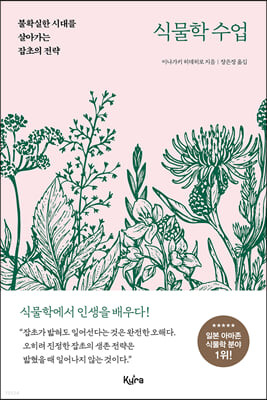 불확실한 시대를
살아가는
잡초의 전략
식물학 수업
이나가키 히데히로 지음 | 장은정 옮김
식물학에서 인생을 배우다!
“잡초가 밟혀도 일어선다는 것은 완전한 오해다.
오히려 진정한 잡초의 생존 전략은
밟혔을 때 일어나지 않는 것이다.”
★★★★★
일본 아마존
식물학 분야
1위!
Kyra